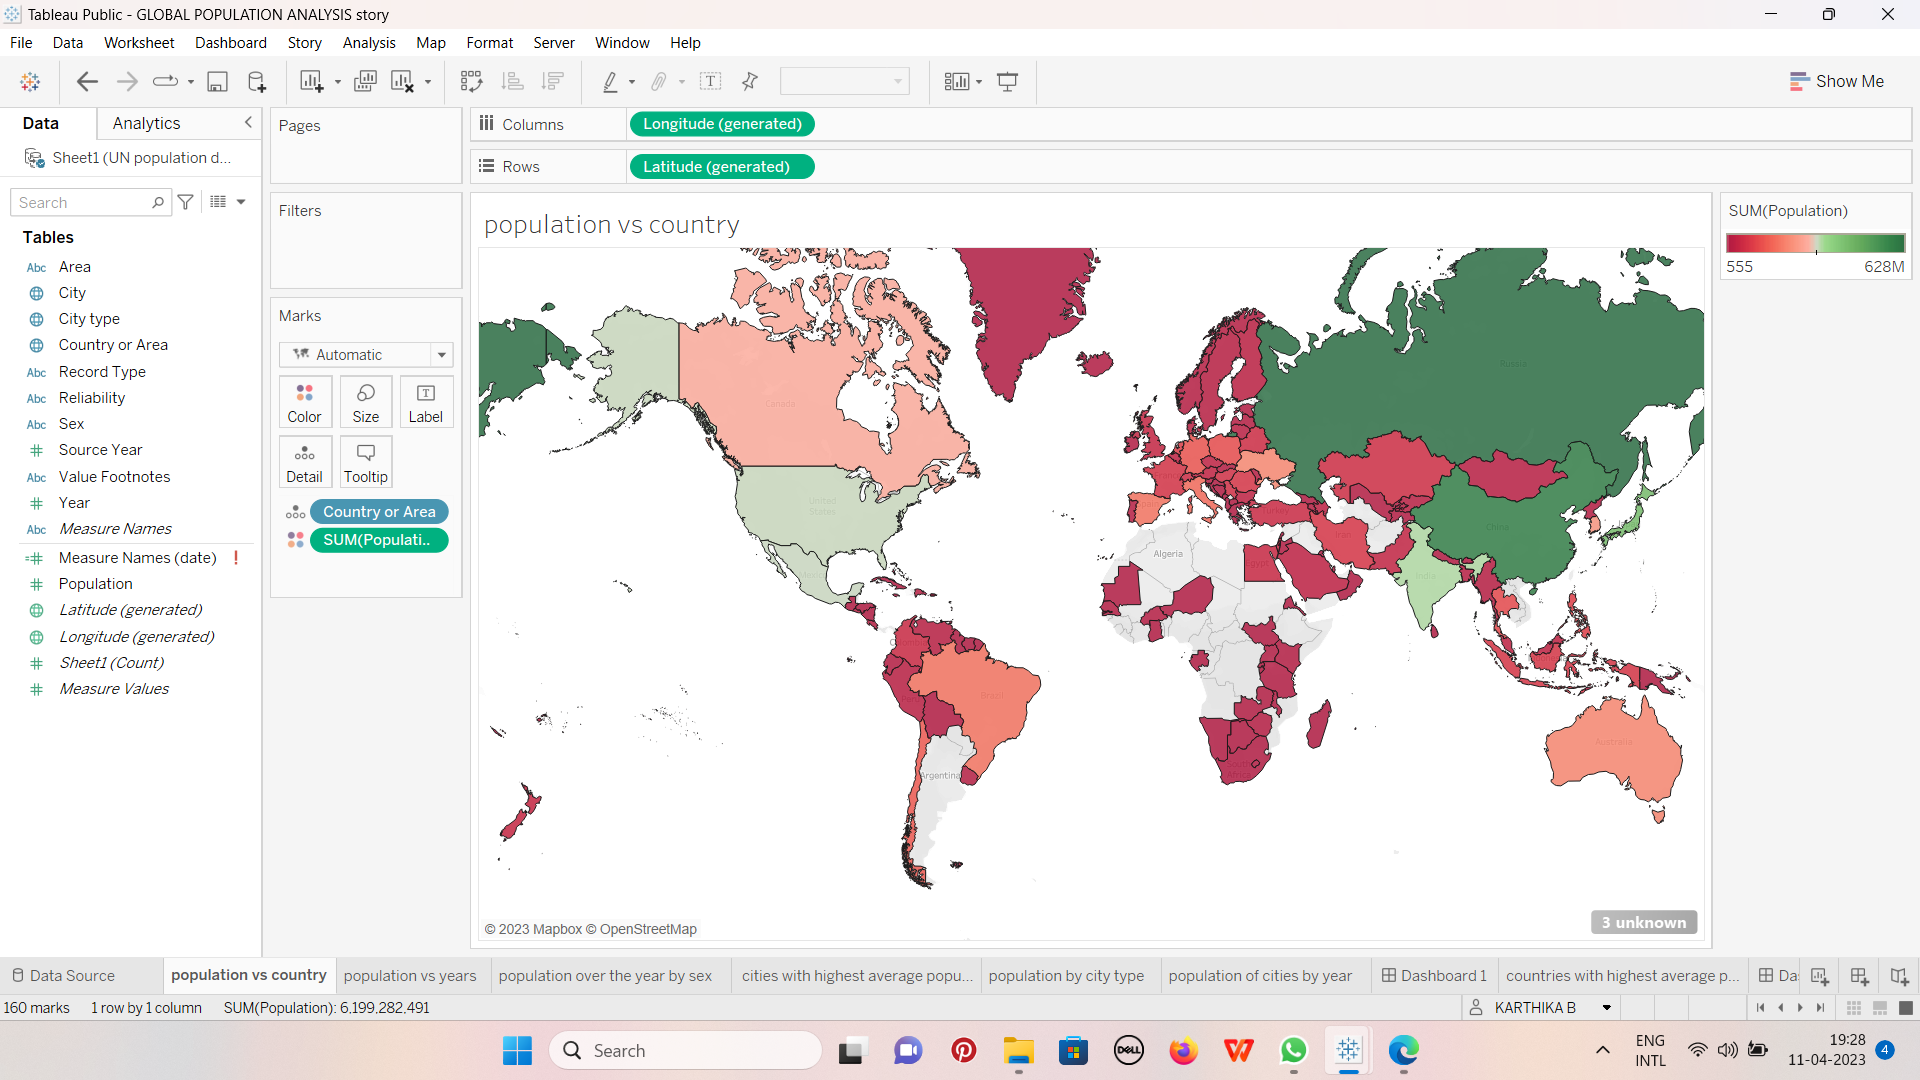 Tableau Public - GLOBAL POPULATION ANALYSIS story
File Data Worksheet Dashboard Story Analysis Map Format Server Window Help
Show Me
Data Analytics
Sheet1 (UN population d...
Search
Tables
Abc Area
City
City type
Country or Area
Abc Record Type
Abc Reliability
Abc Sex
Source Year
Abc Value Footnotes
Year
Abc Measure Names
Measure Names (date) !
Population
Latitude (generated)
Longitude (generated)
Sheet1 (Count)
Measure Values
Pages
Filters
Marks
Automatic
Color Size Label
Detail Tooltip
Country or Area
SUM(Populati..
Columns Longitude (generated)
Rows Latitude (generated)
population vs country
Canada
United States
Russia
China
India
Iran
Turkey
Egypt
Algeria
Brazil
Argentina
South Africa
Australia
© 2023 Mapbox © OpenStreetMap
3 unknown
SUM(Population)
555 628M
Data Source population vs country population vs years population over the year by sex cities with highest average popu... population by city type population of cities by year Dashboard 1 countries with highest average p... Da
160 marks 1 row by 1 column SUM(Population): 6,199,282,491 KARTHIKA B
Search
DELL
ENG
INTL
19:28
11-04-2023
4